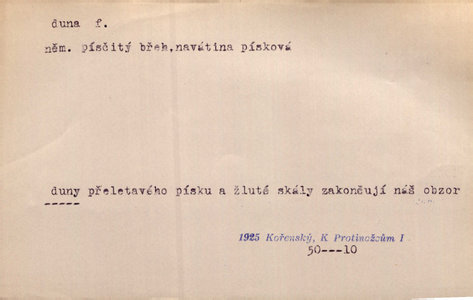 duna f.
něm. písčitý břeh,navátina písková
duny přeletavého písku a žluté skály zakončují náš obzor
1925 Kořenský, K Protinožcům I
50---10